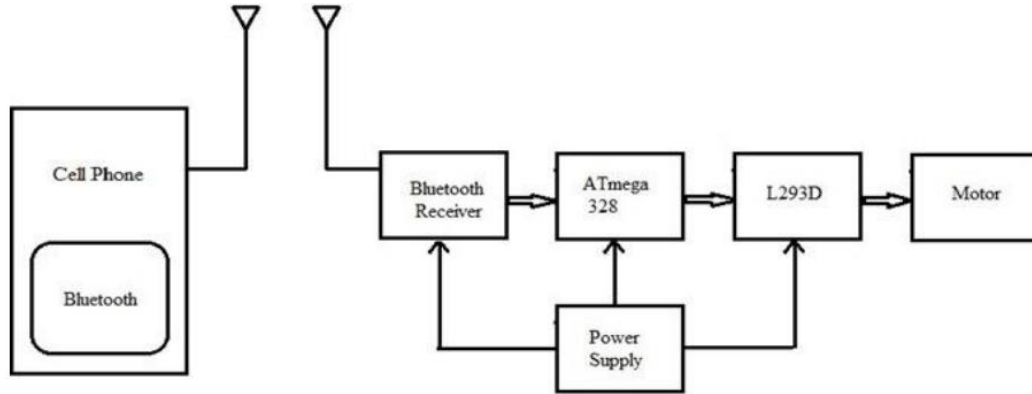 Cell Phone
Bluetooth
Bluetooth
Receiver
ATmega
328
L293D
Motor
Power
Supply